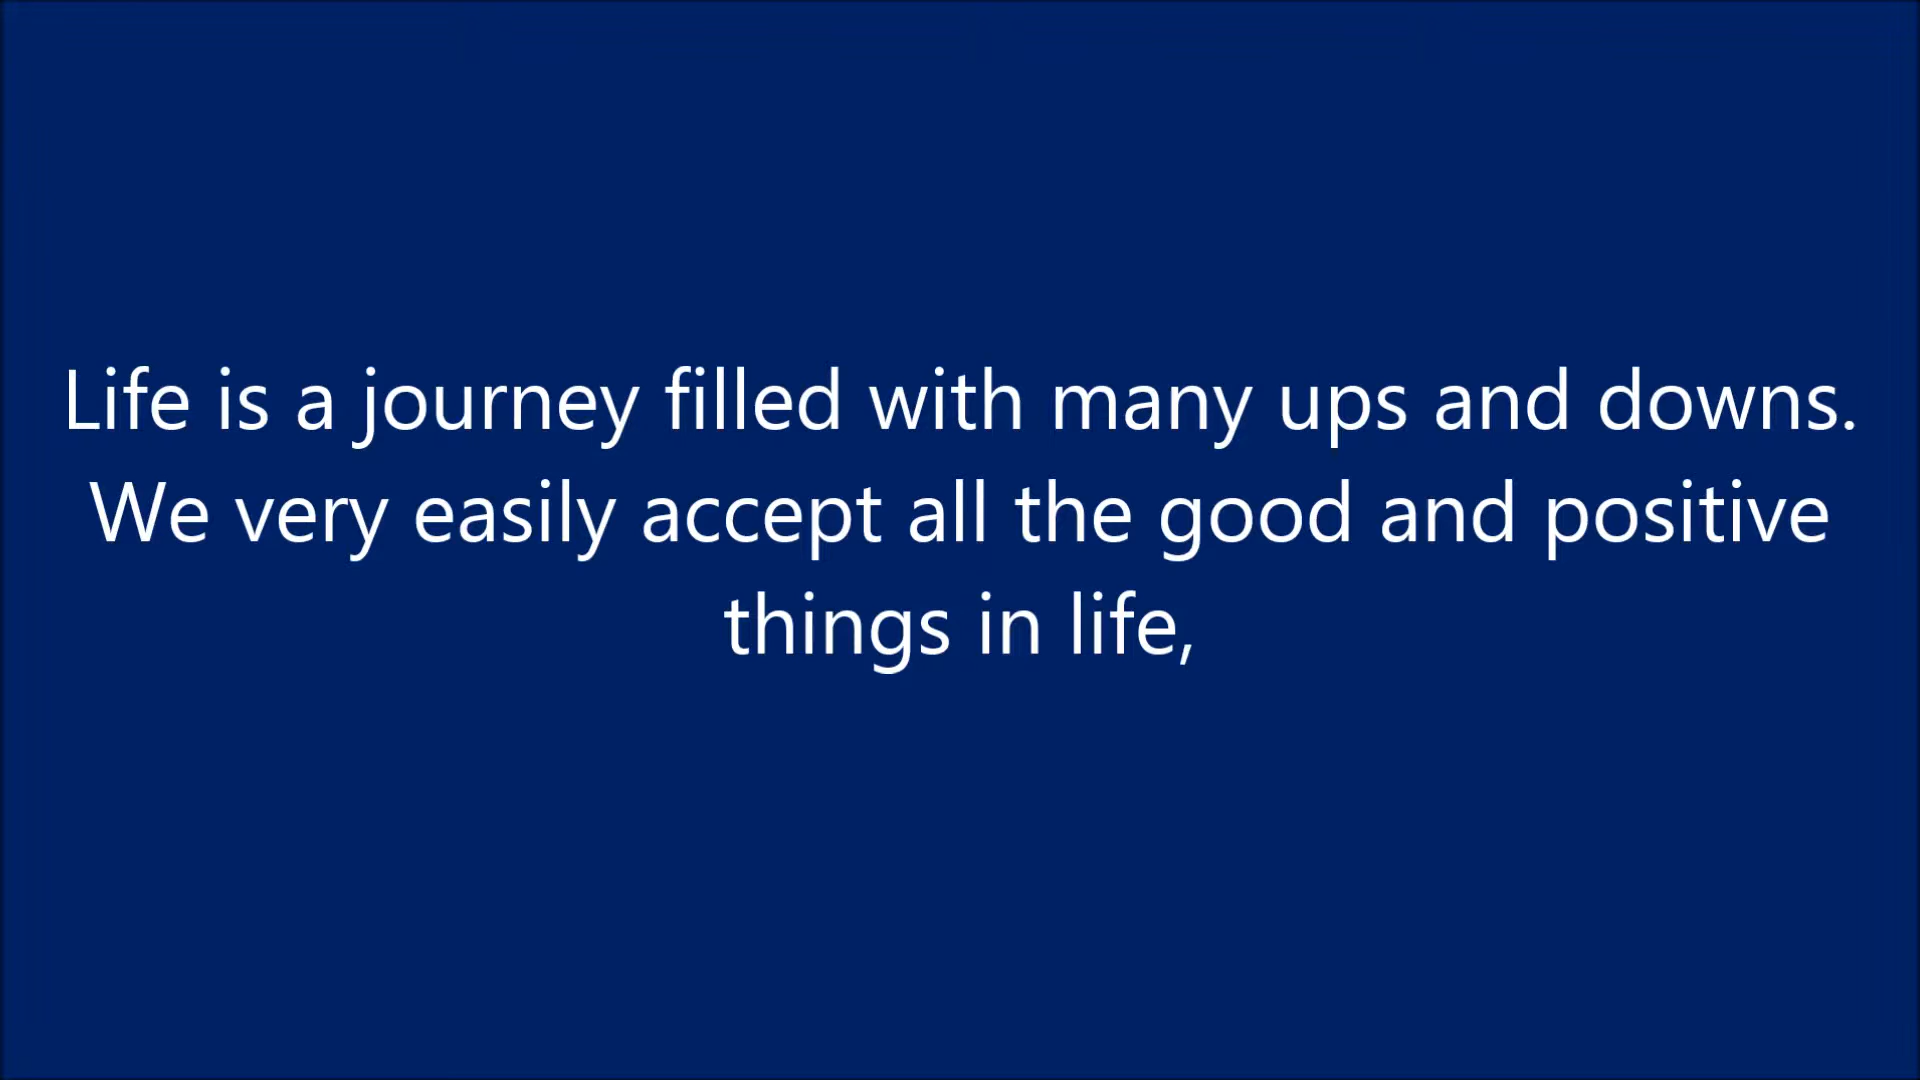 Life is a journey filled with many ups and downs.
We very easily accept all the good and positive
things in life,